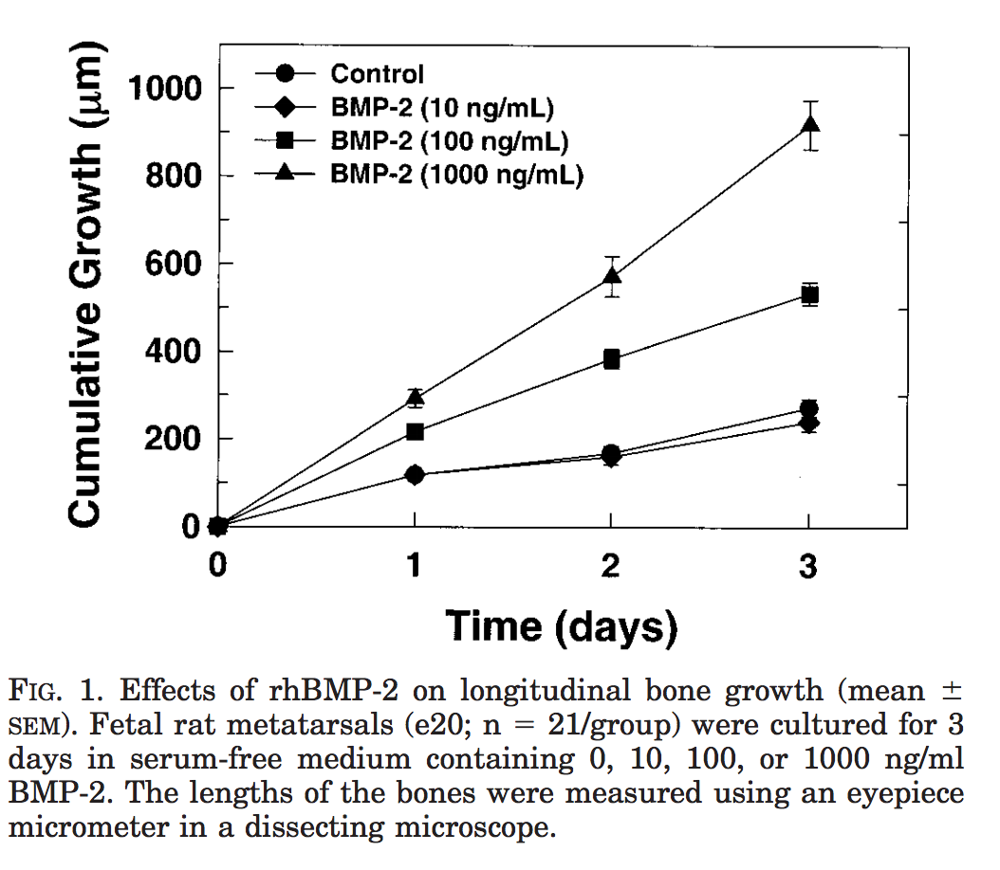 Cumulative Growth (μm)
1000
800
600
400
200
0
Control
BMP-2 (10 ng/mL)
BMP-2 (100 ng/mL)
BMP-2 (1000 ng/mL)
0 1 2 3
Time (days)
FIG. 1. Effects of rhBMP-2 on longitudinal bone growth (mean ±
SEM). Fetal rat metatarsals (e20; n = 21/group) were cultured for 3
days in serum-free medium containing 0, 10, 100, or 1000 ng/ml
BMP-2. The lengths of the bones were measured using an eyepiece
micrometer in a dissecting microscope.